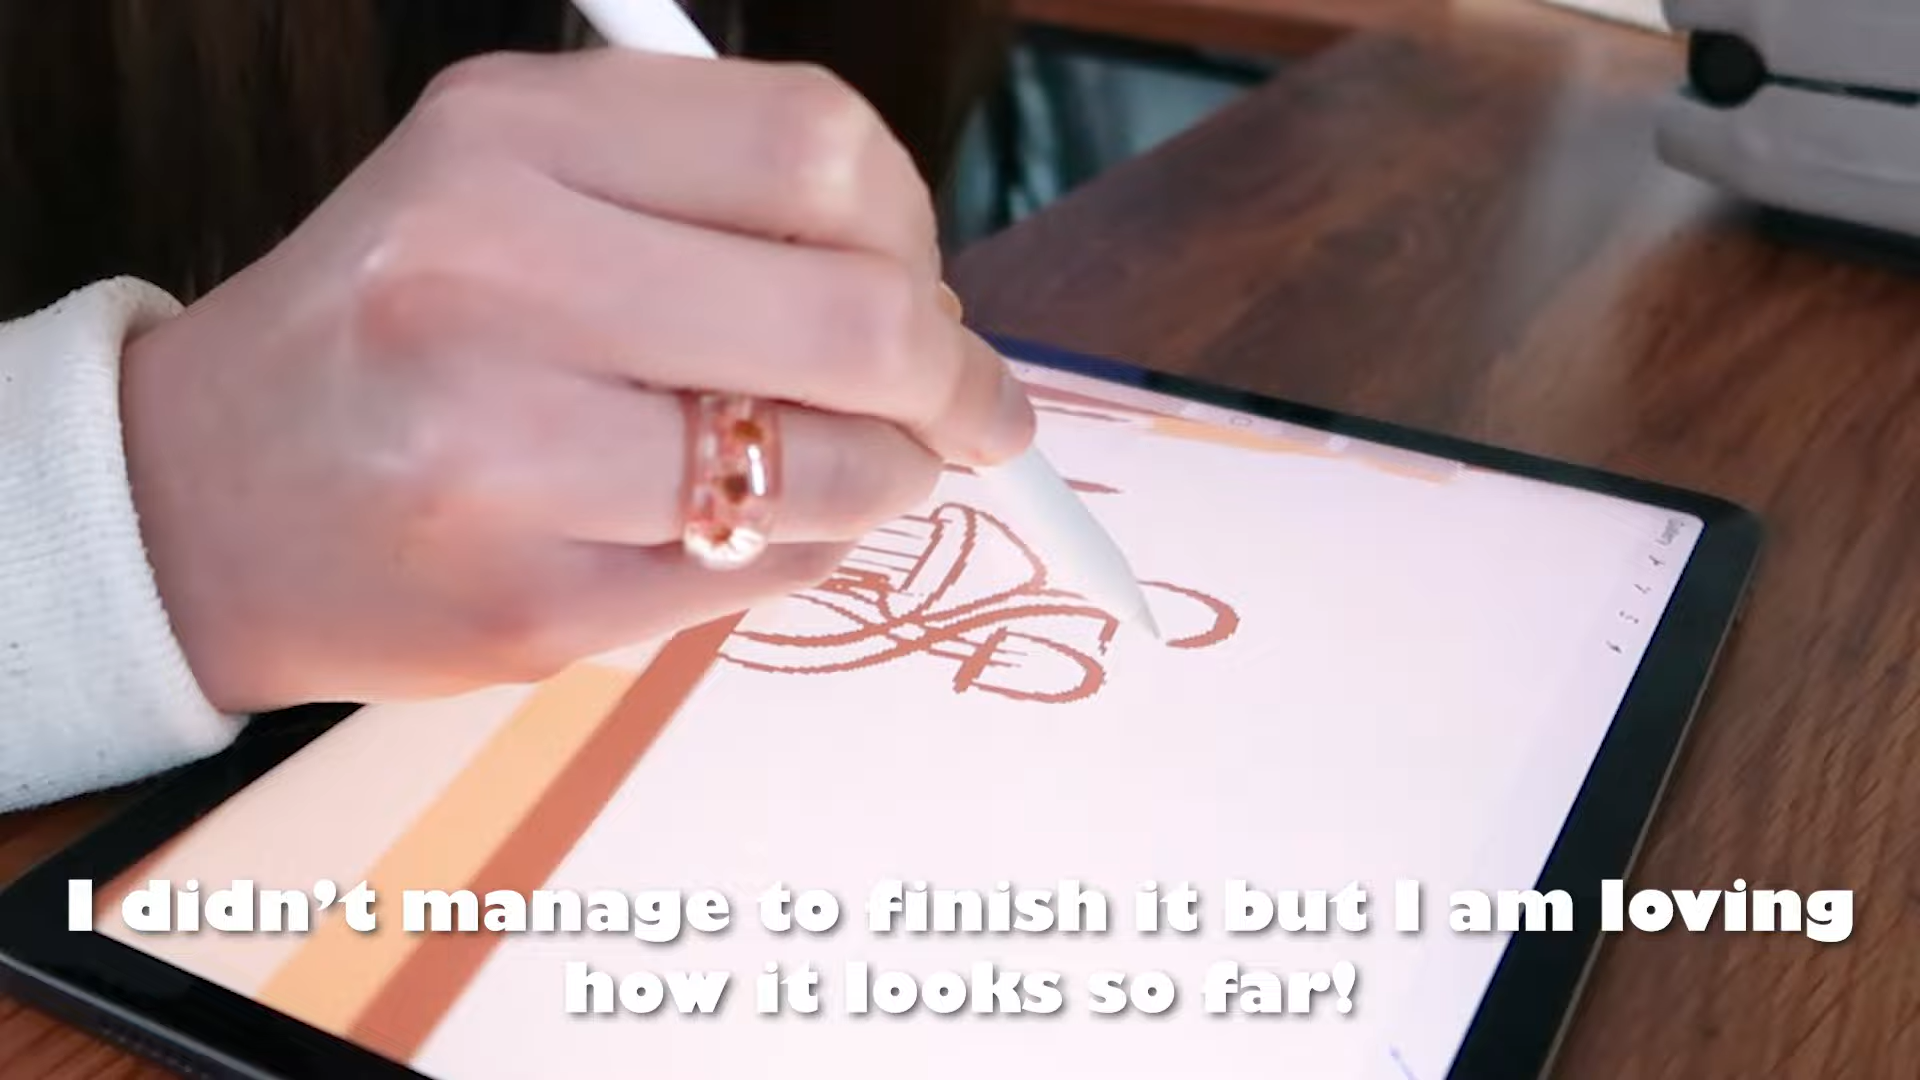 I didn't manage to finish it but I am loving
how it looks so far!